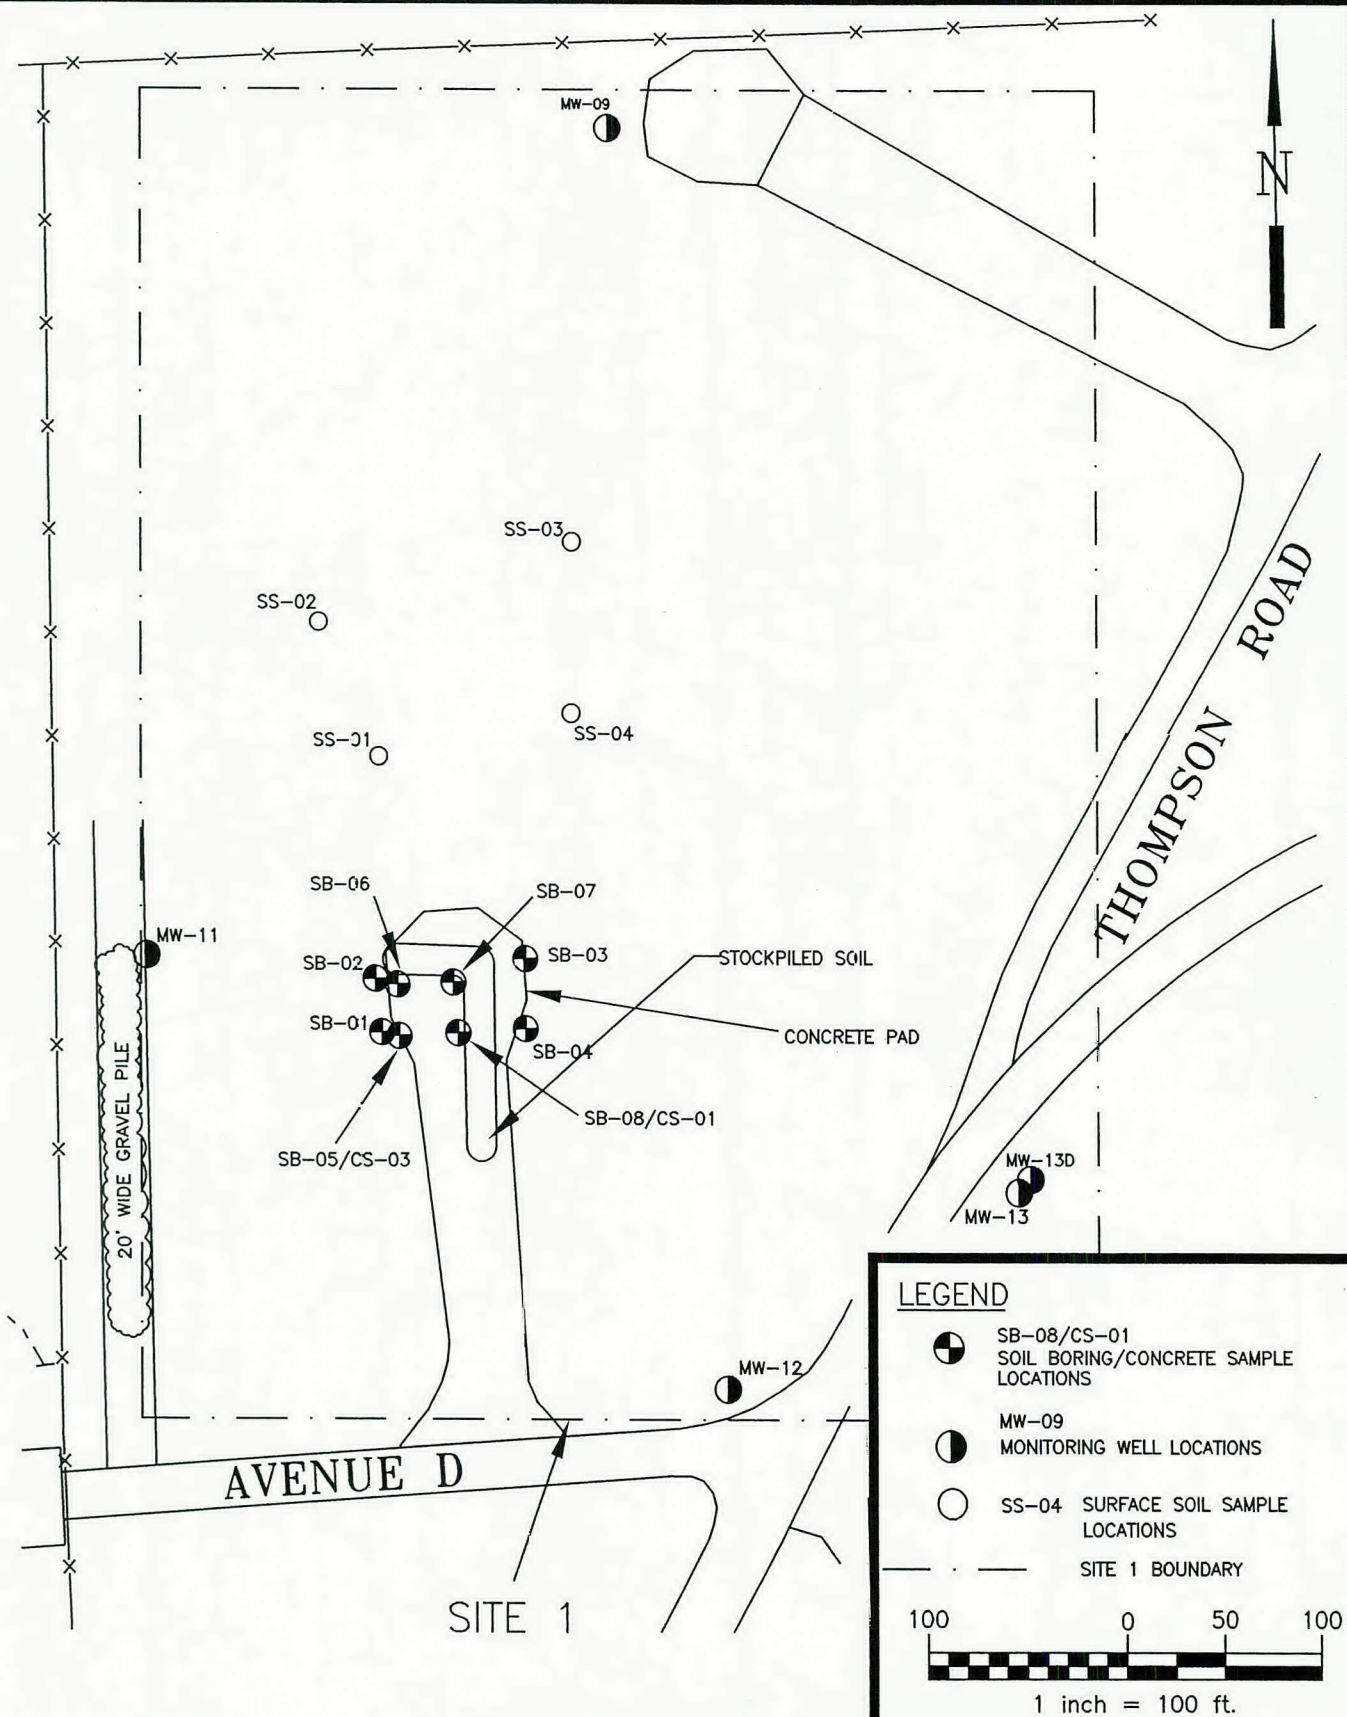 MW-09
N
SS-03
SS-02
SS-04
SS-01
THOMPSON ROAD
SB-06
SB-07
MW-11
SB-02
SB-03
STOCKPILED SOIL
SB-01
SB-04
CONCRETE PAD
20' WIDE GRAVEL PILE
SB-08/CS-01
SB-05/CS-03
MW-13D
MW-13
MW-12
AVENUE D
SITE 1
LEGEND
SB-08/CS-01
SOIL BORING/CONCRETE SAMPLE
LOCATIONS
MW-09
MONITORING WELL LOCATIONS
SS-04 SURFACE SOIL SAMPLE
LOCATIONS
SITE 1 BOUNDARY
100 0 50 100
1 inch = 100 ft.